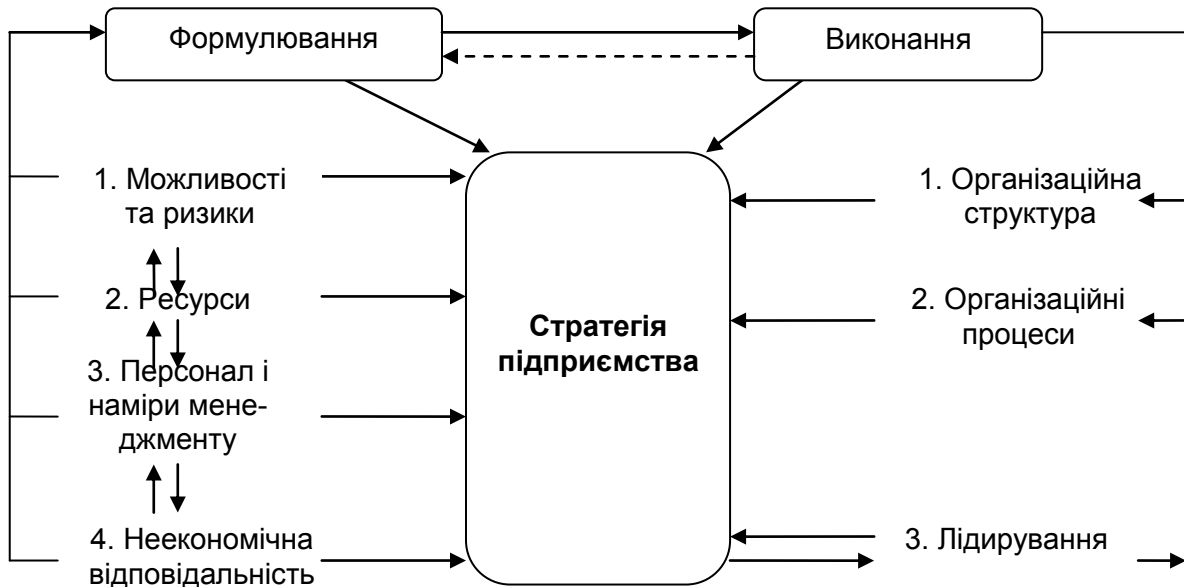 Формулювання
Виконання
1. Можливості
та ризики
2. Ресурси
3. Персонал і
наміри мене-
джменту
4. Неекономічна
відповідальність
Стратегія
підприємства
1. Організаційна
структура
2. Організаційні
процеси
3. Лідирування